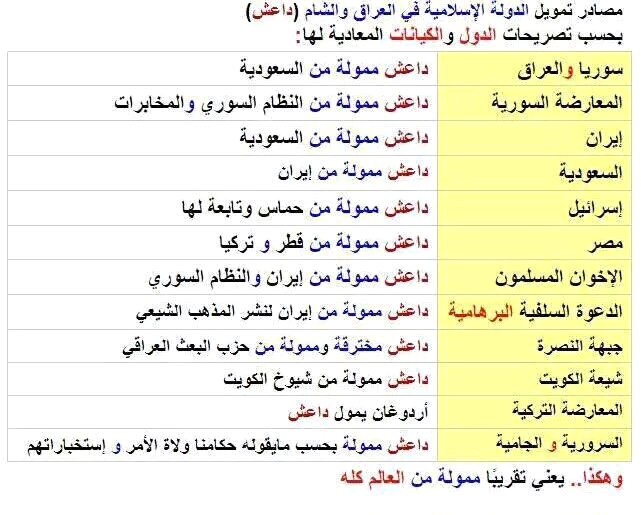 مصادر تمويل الدولة الإسلامية في العراق والشام (داعش)
بحسب تصريحات الدول والكيانات المعادية لها:
سوريا والعراق داعش ممولة من السعودية
المعارضة السورية داعش ممولة من النظام السوري والمخابرات
إيران داعش ممولة من السعودية
السعودية داعش ممولة من إيران
إسرائيل داعش ممولة من حماس وتابعة لها
مصر داعش ممولة من قطر و تركيا
الإخوان المسلمون داعش ممولة من إيران والنظام السوري
الدعوة السلفية البرهامية داعش ممولة من إيران لنشر المذهب الشيعي
جبهة النصرة داعش مخترقة وممولة من حزب البعث العراقي
شيعة الكويت داعش ممولة من شيوخ الكويت
المعارضة التركية أردوغان يمول داعش
السرورية و الجامية داعش ممولة بحسب مايقوله حكامنا ولاة الأمر و إستخباراتهم
وهكذا.. يعني تقريبًا ممولة من العالم كله